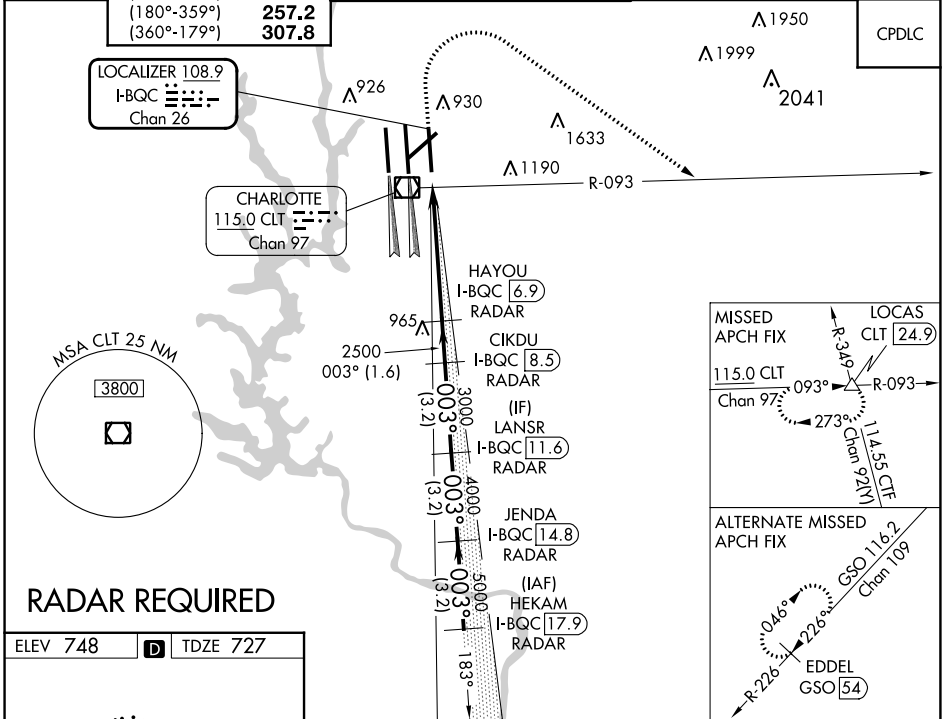 (180°-359°) 257.2
(360°-179°) 307.8
CPDLC
1950
1999
2041
LOCALIZER 108.9
I-BQC
Chan 26
926
930
1633
1190
R-093
CHARLOTTE
115.0 CLT
Chan 97
HAYOU
I-BQC 6.9
RADAR
965
2500
003° (1.6)
CIKDU
I-BQC 8.5
RADAR
3000
003°
(3.2)
(IF)
LANSR
I-BQC 11.6
RADAR
4000
003°
(3.2)
JENDA
I-BQC 14.8
RADAR
5000
003°
(3.2)
(IAF)
HEKAM
I-BQC 17.9
RADAR
183°
MSA CLT 25 NM
3800
RADAR REQUIRED
ELEV 748 D TDZE 727
MISSED
APCH FIX
LOCAS
CLT 24.9
R-349
115.0 CLT
Chan 97
093°
R-093
273°
114.55 CTF
Chan 92(Y)
ALTERNATE MISSED
APCH FIX
GSO 116.2
Chan 109
046°
226°
R-226
EDDEL
GSO 54